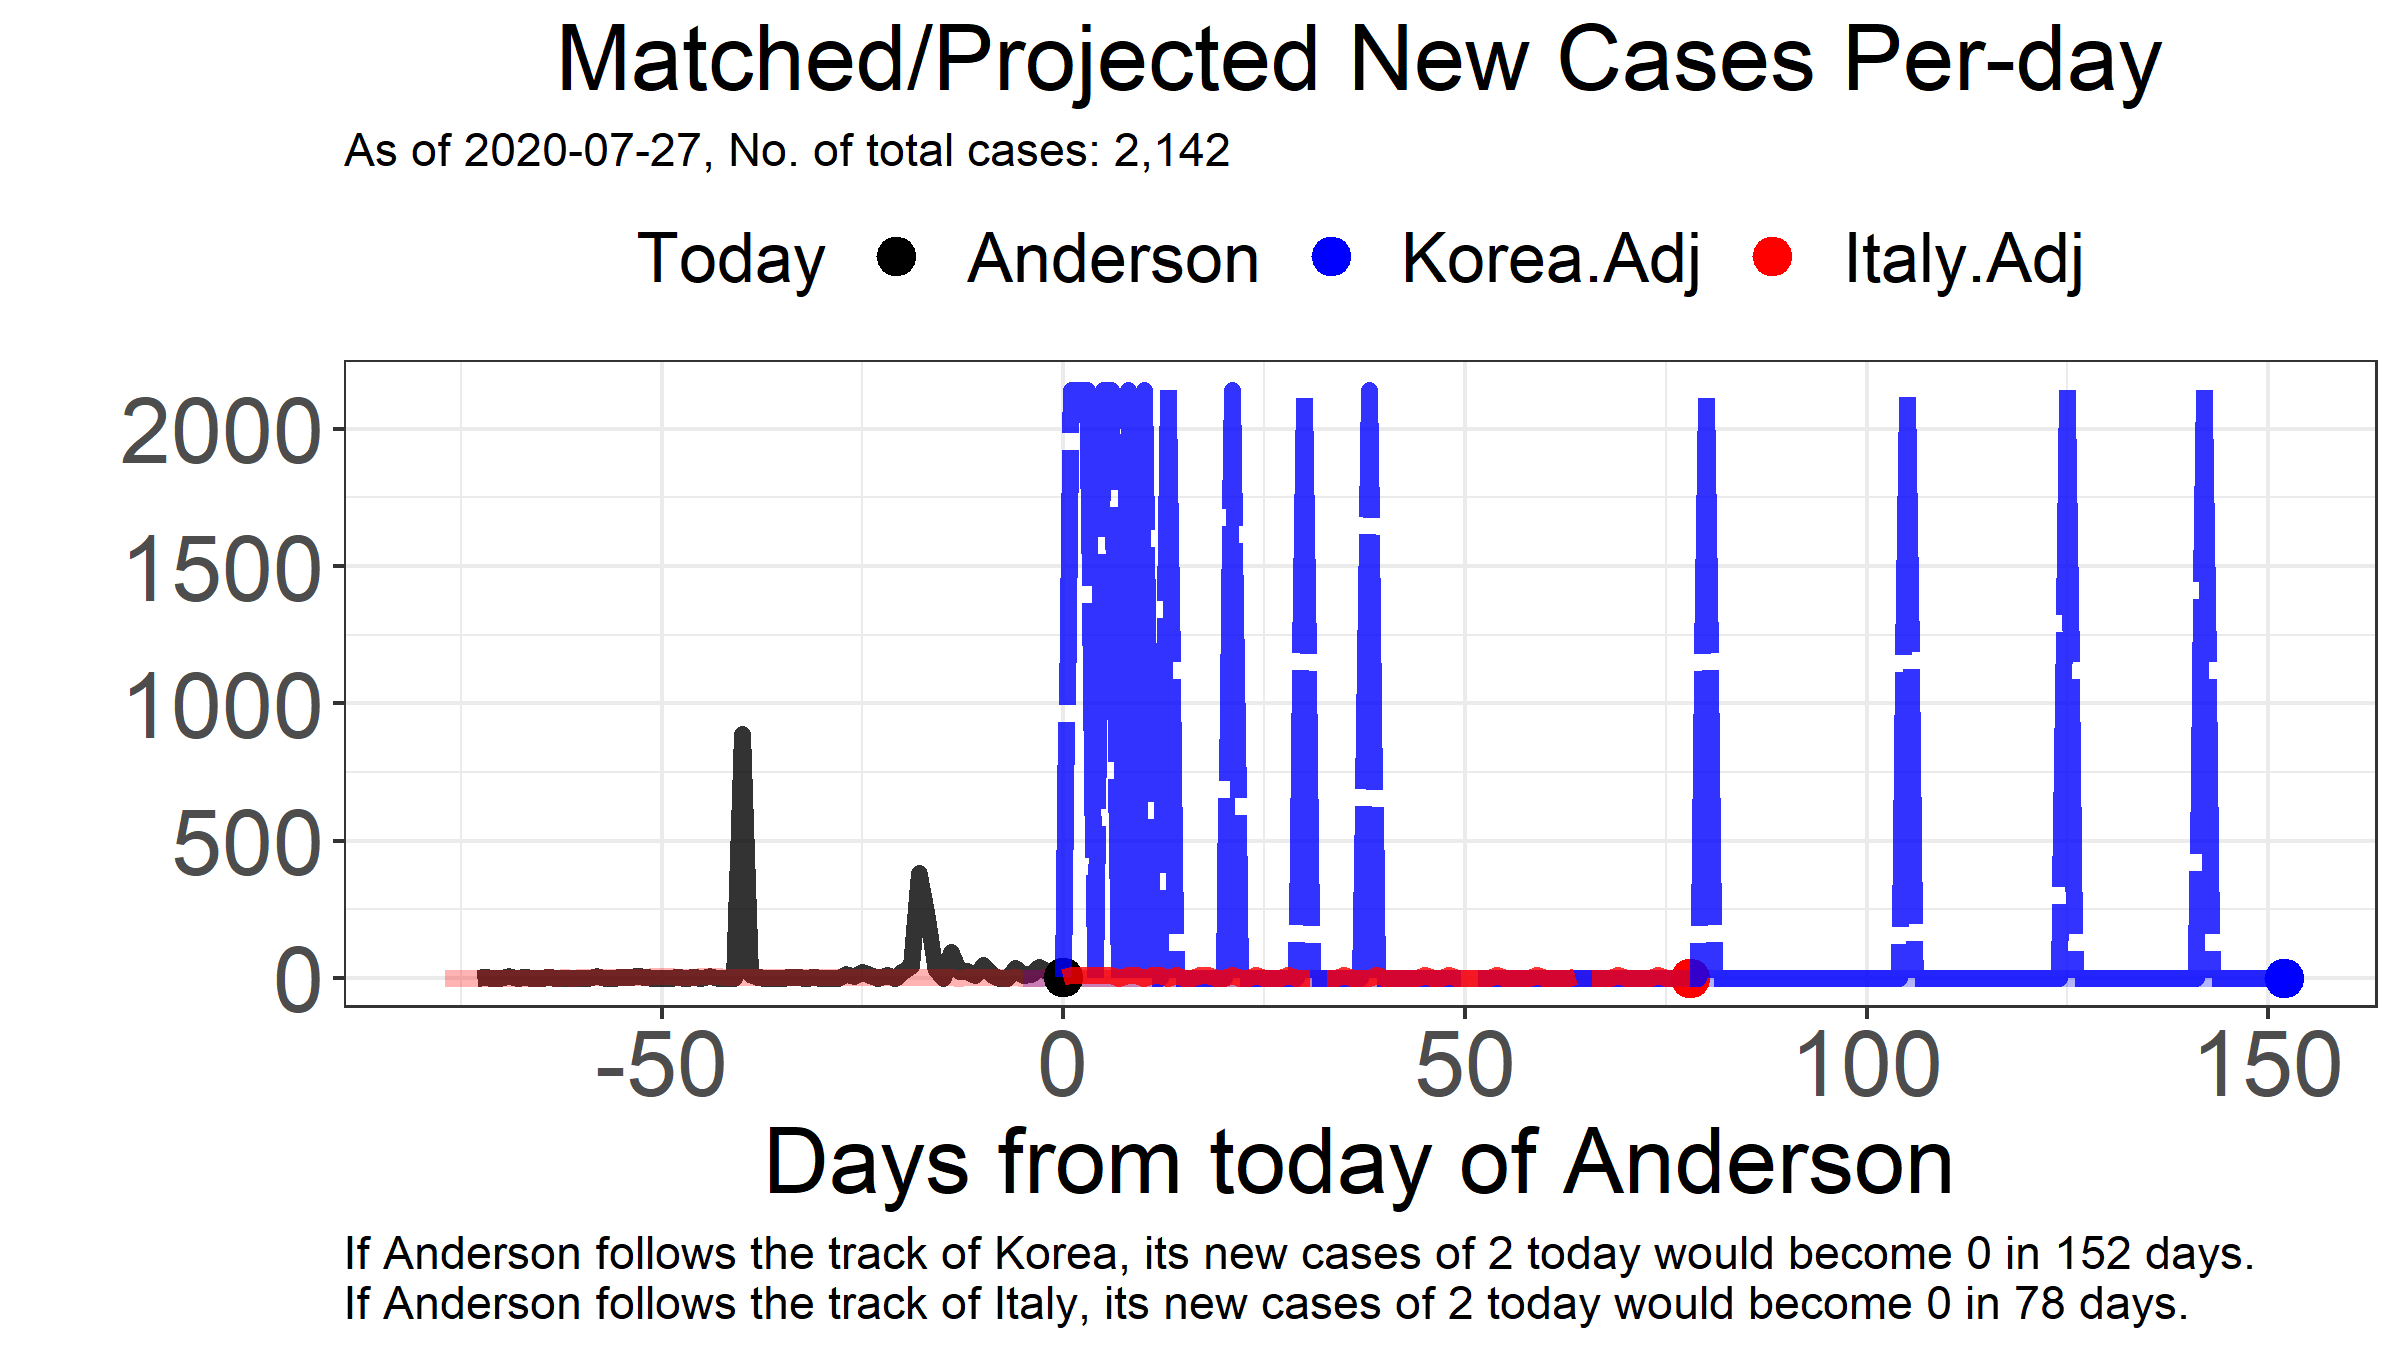 Matched/Projected New Cases Per-day
As of 2020-07-27, No. of total cases: 2,142
Today Anderson Korea.Adj Italy.Adj
2000
1500
1000
500
0
-50 0 50 100 150
Days from today of Anderson
If Anderson follows the track of Korea, its new cases of 2 today would become 0 in 152 days.
If Anderson follows the track of Italy, its new cases of 2 today would become 0 in 78 days.